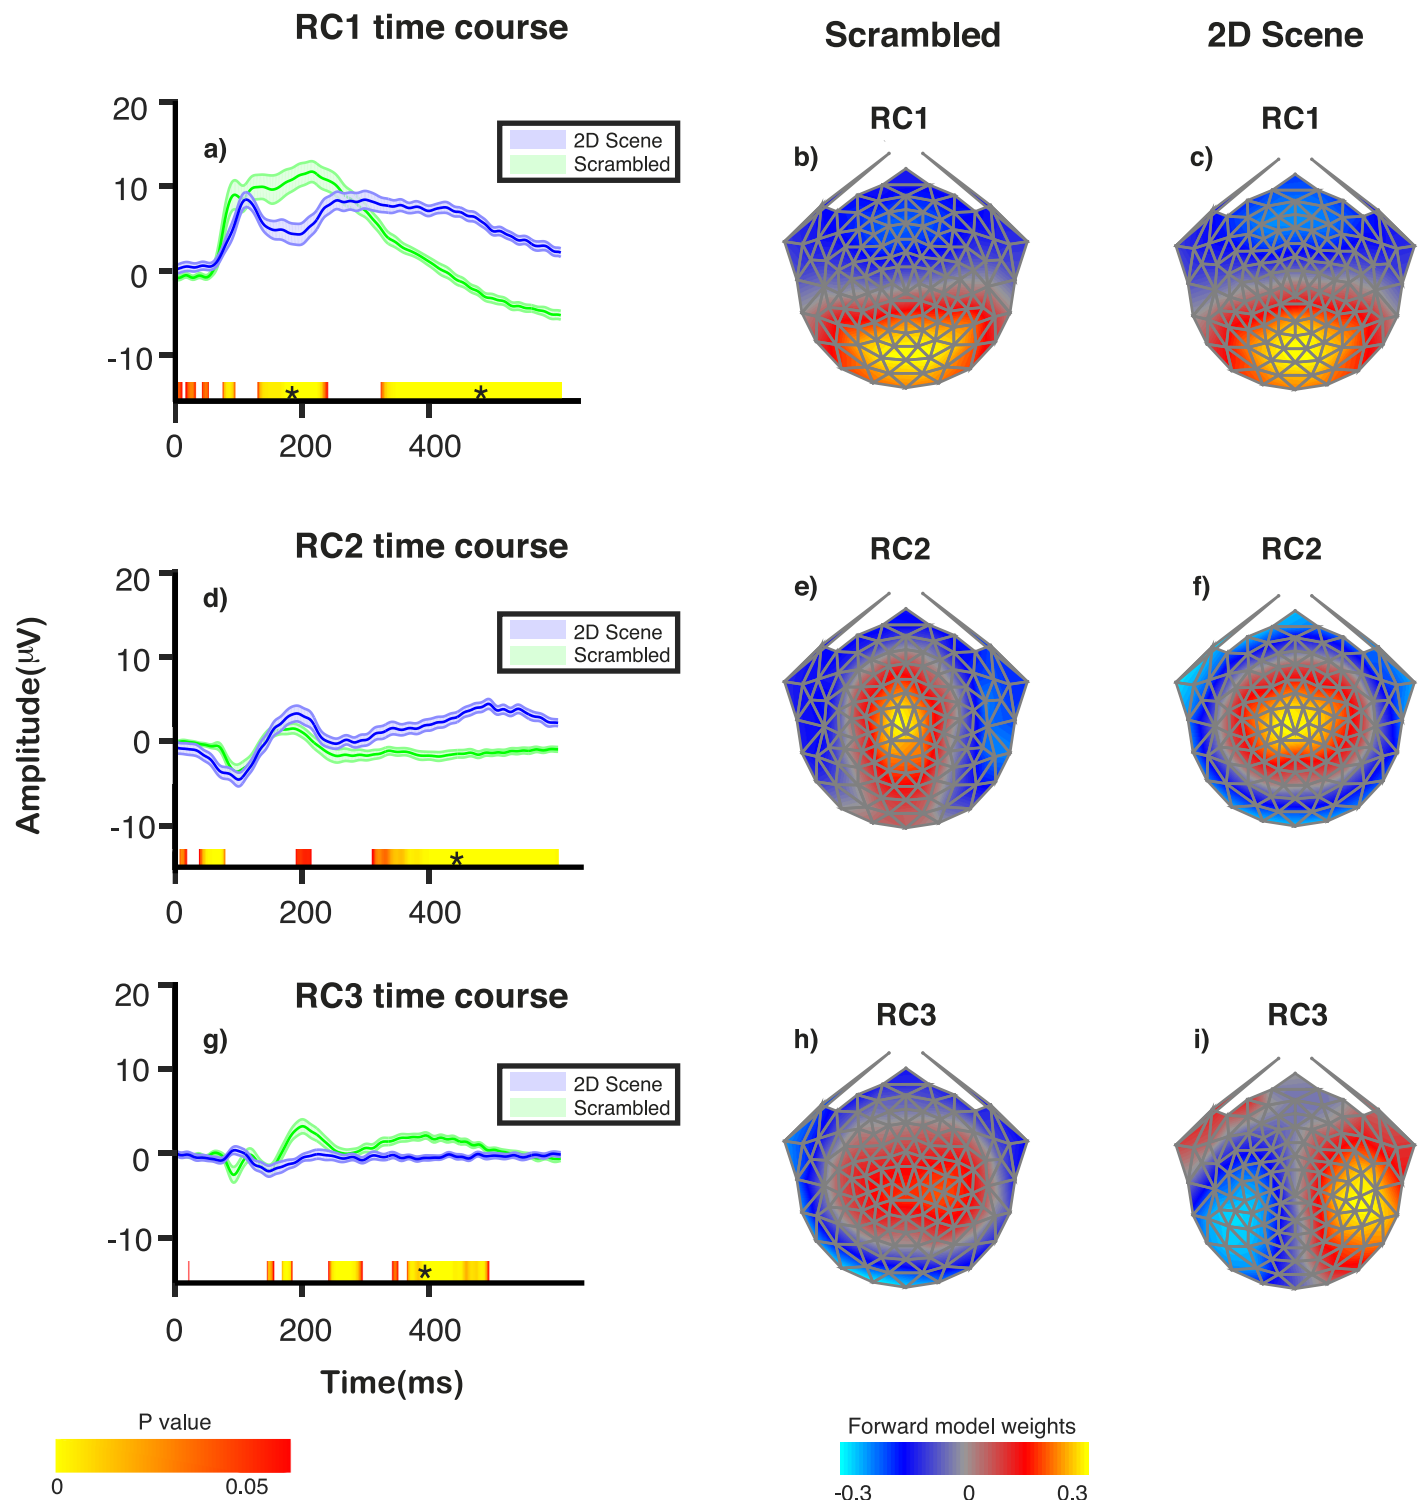 RC1 time course
Scrambled
2D Scene
20
10
0
-10
a)
2D Scene
Scrambled
*
*
0
200
400
RC1
b)
RC1
c)
RC2 time course
20
10
0
-10
d)
2D Scene
Scrambled
*
0
200
400
RC2
e)
RC2
f)
Amplitude(μV)
RC3 time course
20
10
0
-10
g)
2D Scene
Scrambled
*
0
200
400
RC3
h)
RC3
i)
Time(ms)
P value
0
0.05
Forward model weights
-0.3
0
0.3